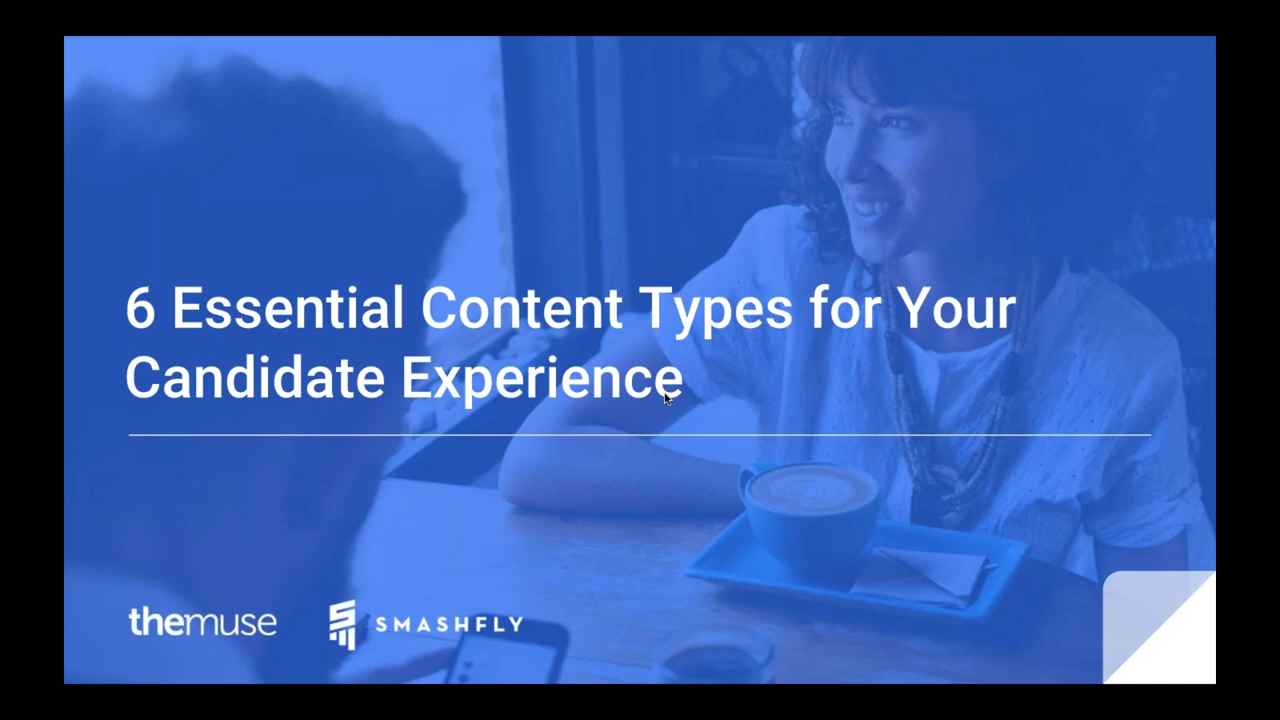 6 Essential Content Types for Your
Candidate Experience
themuse
SMASHFLY